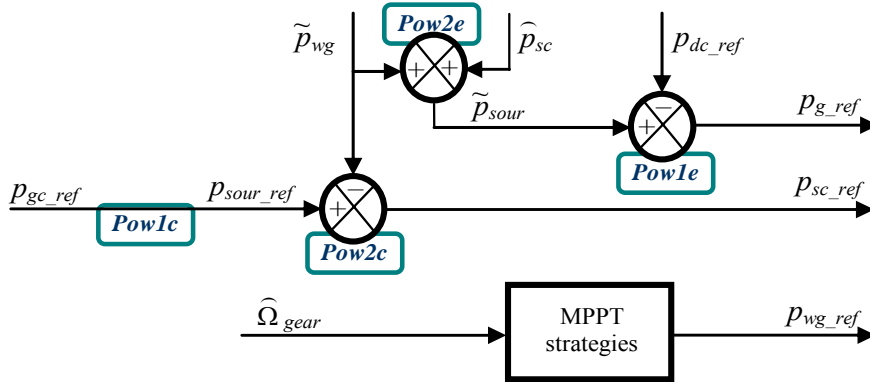 p̃wg
Pow2e
p̂sc
pdc_ref
+ +
p̃sour
+ −
pg_ref
Pow1e
pgc_ref
psour_ref
+ −
psc_ref
Pow1c
Pow2c
Ω̂gear
MPPT
strategies
pwg_ref